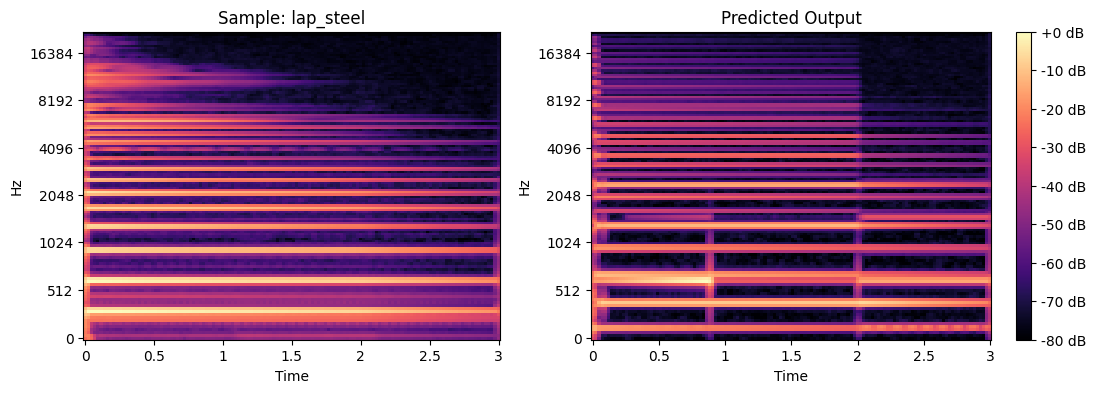 Sample: lap_steel
Hz
16384
8192
4096
2048
1024
512
0
0 0.5 1 1.5 2 2.5 3
Time
Predicted Output
Hz
16384
8192
4096
2048
1024
512
0
0 0.5 1 1.5 2 2.5 3
Time
+0 dB
-10 dB
-20 dB
-30 dB
-40 dB
-50 dB
-60 dB
-70 dB
-80 dB